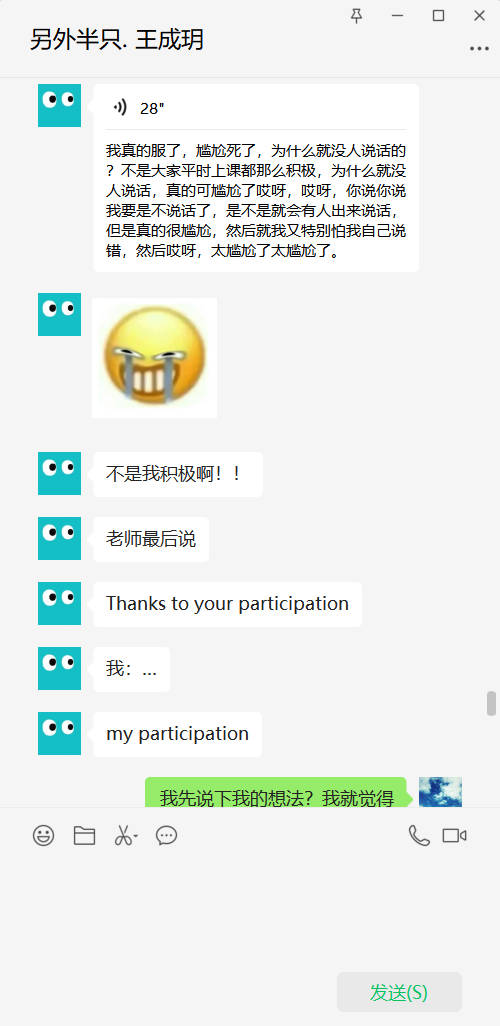 另外半只. 王成玥
28"
我真的服了，尴尬死了，为什么就没人说话的
？不是大家平时上课都那么积极，为什么就没
人说话，真的可尴尬了哎呀，哎呀，你说你说
我要是不说话了，是不是就会有人出来说话，
但是真的很尴尬，然后就我又特别怕我自己说
错，然后哎呀，太尴尬了太尴尬了。
不是我积极啊！！
老师最后说
Thanks to your participation
我：...
my participation
我先说下我的想法？我就觉得
发送(S)